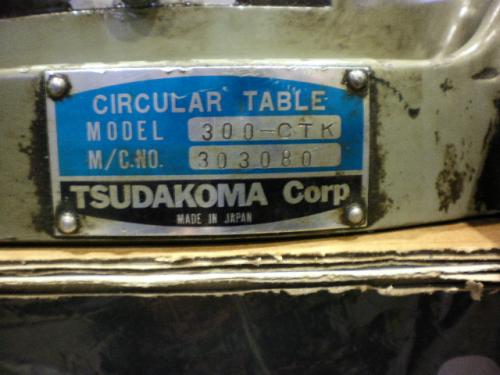 CIRCULAR TABLE
MODEL 300-CTK
M/C.NO. 303080
TSUDAKOMA Corp
MADE IN JAPAN